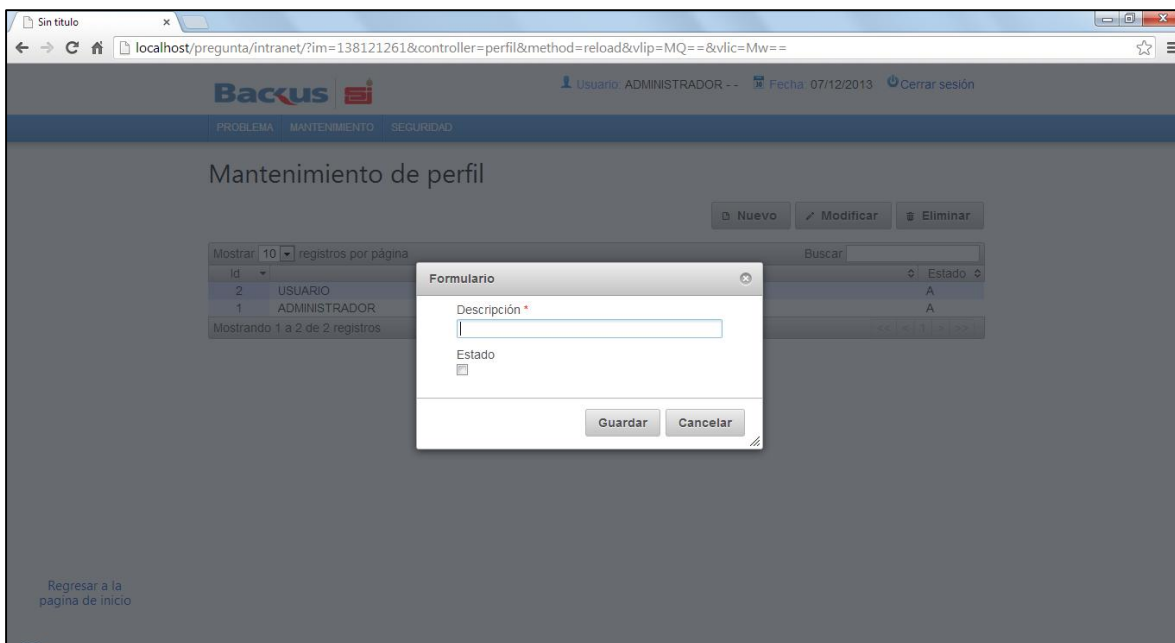 Sin titulo
localhost/pregunta/intranet/?im=138121261&controller=perfil&method=reload&vlip=MQ==&vlic=Mw==
Backus SI
Usuario: ADMINISTRADOR - - Fecha: 07/12/2013 Cerrar sesión
PROBLEMA MANTENIMIENTO SEGURIDAD
Mantenimiento de perfil
Nuevo Modificar Eliminar
Mostrar 10 registros por página Buscar
Id Estado
2 USUARIO A
1 ADMINISTRADOR A
Mostrando 1 a 2 de 2 registros << < 1 > >>
Formulario
Descripción *
Estado
Guardar Cancelar
Regresar a la
pagina de inicio